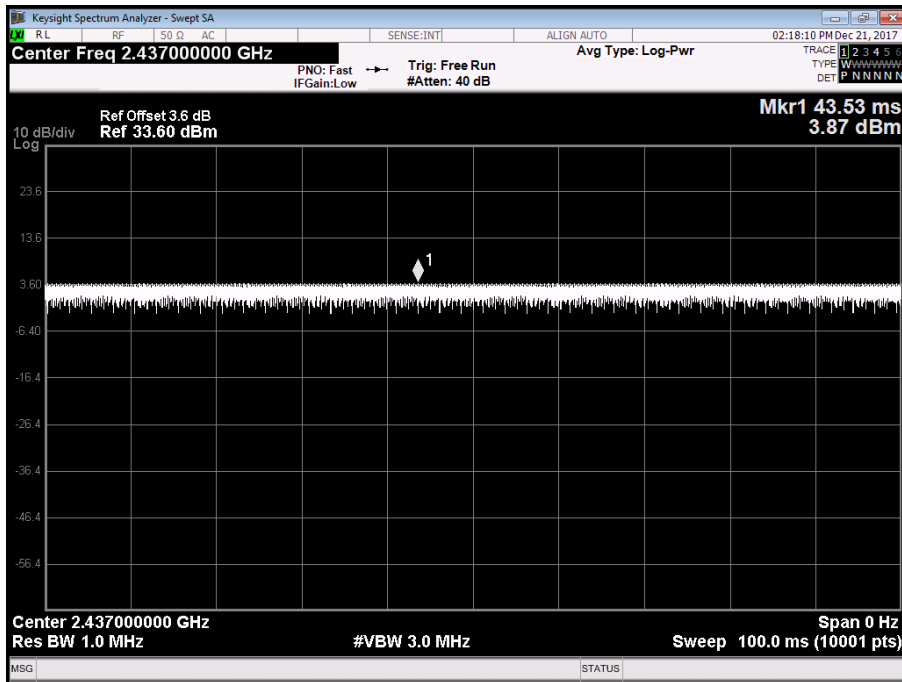 Keysight Spectrum Analyzer - Swept SA
LXI RL RF 50 Ω AC SENSE:INT ALIGN AUTO 02:18:10 PM Dec 21, 2017
Center Freq 2.437000000 GHz Avg Type: Log-Pwr TRACE 1 2 3 4 5 6
PNO: Fast Trig: Free Run TYPE WWWWWW
IFGain:Low #Atten: 40 dB DET P NNNNN
Mkr1 43.53 ms
Ref Offset 3.6 dB
10 dB/div Ref 33.60 dBm 3.87 dBm
Log
23.6
13.6
1
3.60
-6.40
-16.4
-26.4
-36.4
-46.4
-56.4
Center 2.437000000 GHz Span 0 Hz
Res BW 1.0 MHz #VBW 3.0 MHz Sweep 100.0 ms (10001 pts)
MSG STATUS